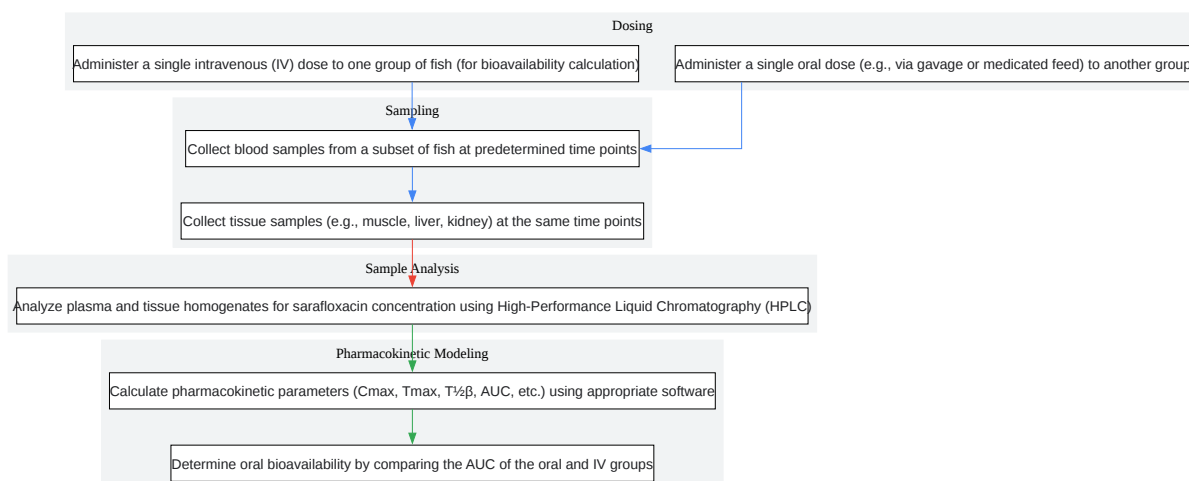 Dosing
Administer a single intravenous (IV) dose to one group of fish (for bioavailability calculation)
Administer a single oral dose (e.g., via gavage or medicated feed) to another group
Sampling
Collect blood samples from a subset of fish at predetermined time points
Collect tissue samples (e.g., muscle, liver, kidney) at the same time points
Sample Analysis
Analyze plasma and tissue homogenates for sarafloxacin concentration using High-Performance Liquid Chromatography (HPLC)
Pharmacokinetic Modeling
Calculate pharmacokinetic parameters (Cmax, Tmax, T½β, AUC, etc.) using appropriate software
Determine oral bioavailability by comparing the AUC of the oral and IV groups